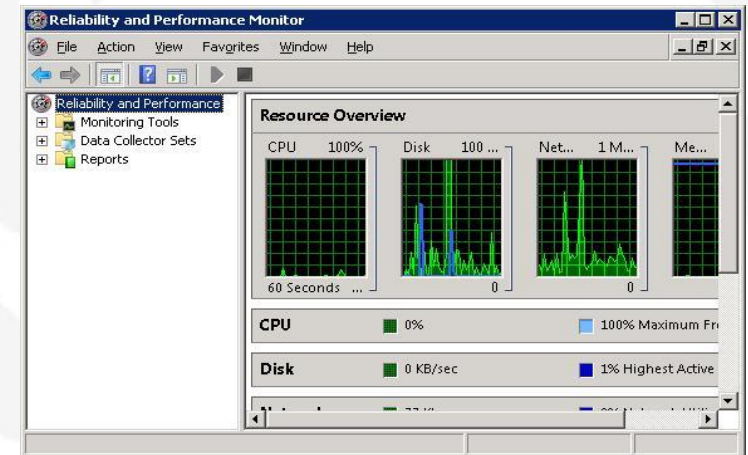 Reliability and Performance Monitor
File Action View Favorites Window Help
Reliability and Performance
Monitoring Tools
Data Collector Sets
Reports
Resource Overview
CPU 100% Disk 100 ... Net... 1 M... Me...
60 Seconds ... 0 0
CPU 0% 100% Maximum Fr
Disk 0 KB/sec 1% Highest Active